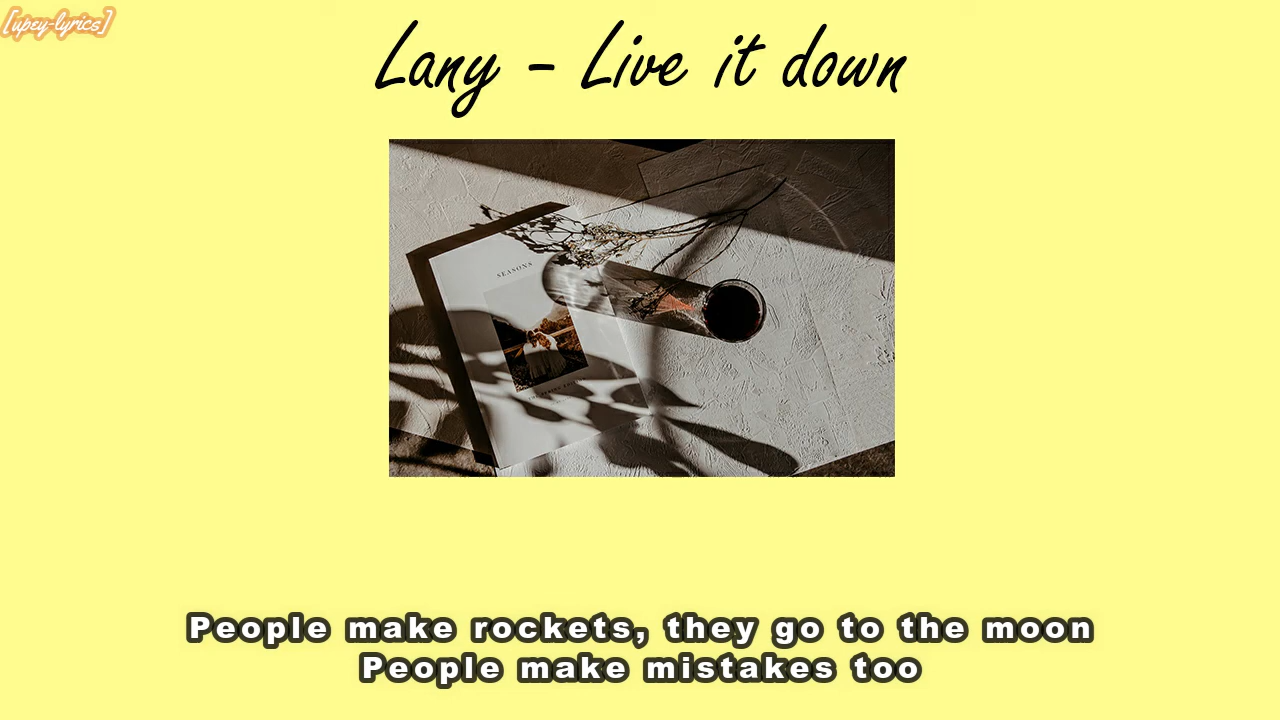 [upey-lyrics]
Lany - Live it down
SEASONS
People make rockets, they go to the moon
People make mistakes too